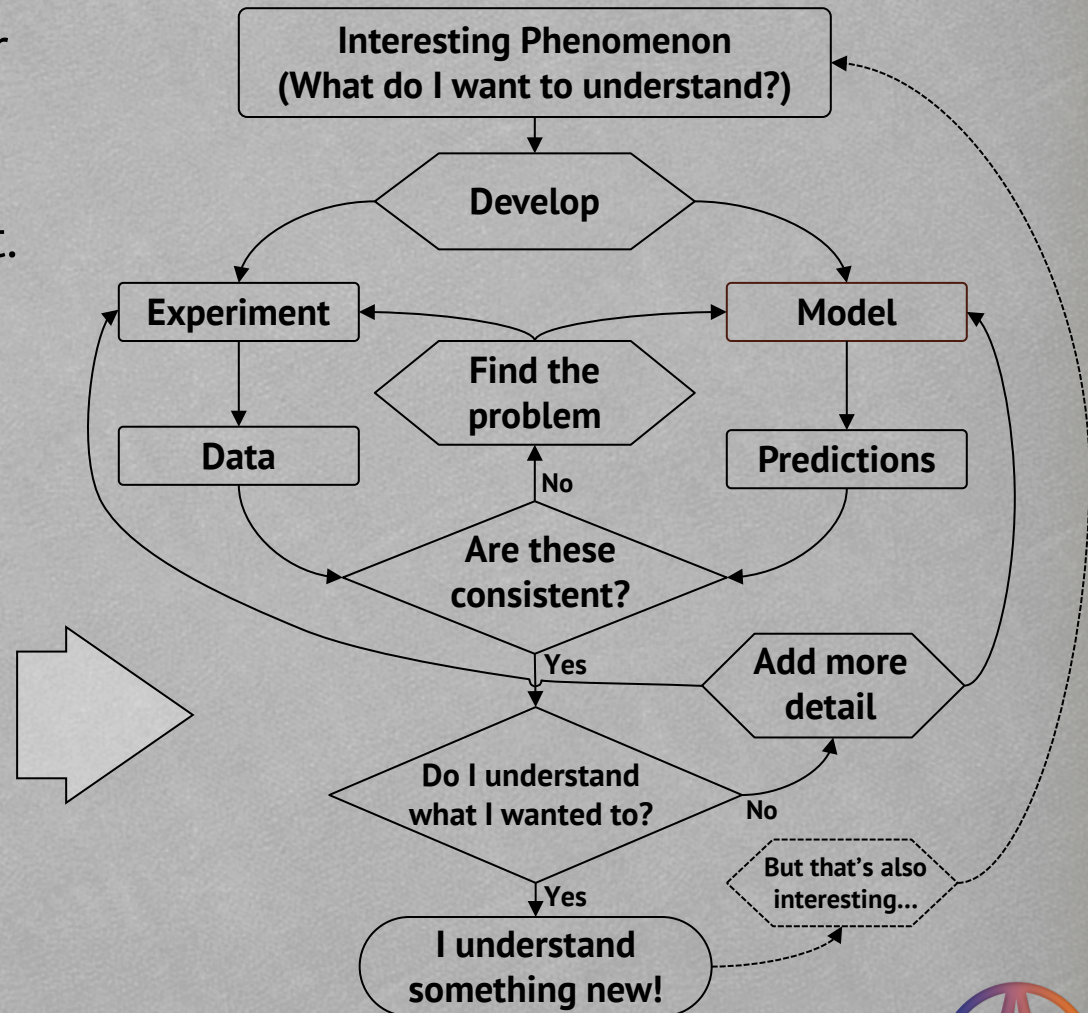 Interesting Phenomenon
(What do I want to understand?)
Develop
Experiment
Model
Find the
problem
Data
Predictions
No
Are these
consistent?
Yes
Add more
detail
Do I understand
what I wanted to?
No
But that's also
interesting...
Yes
I understand
something new!